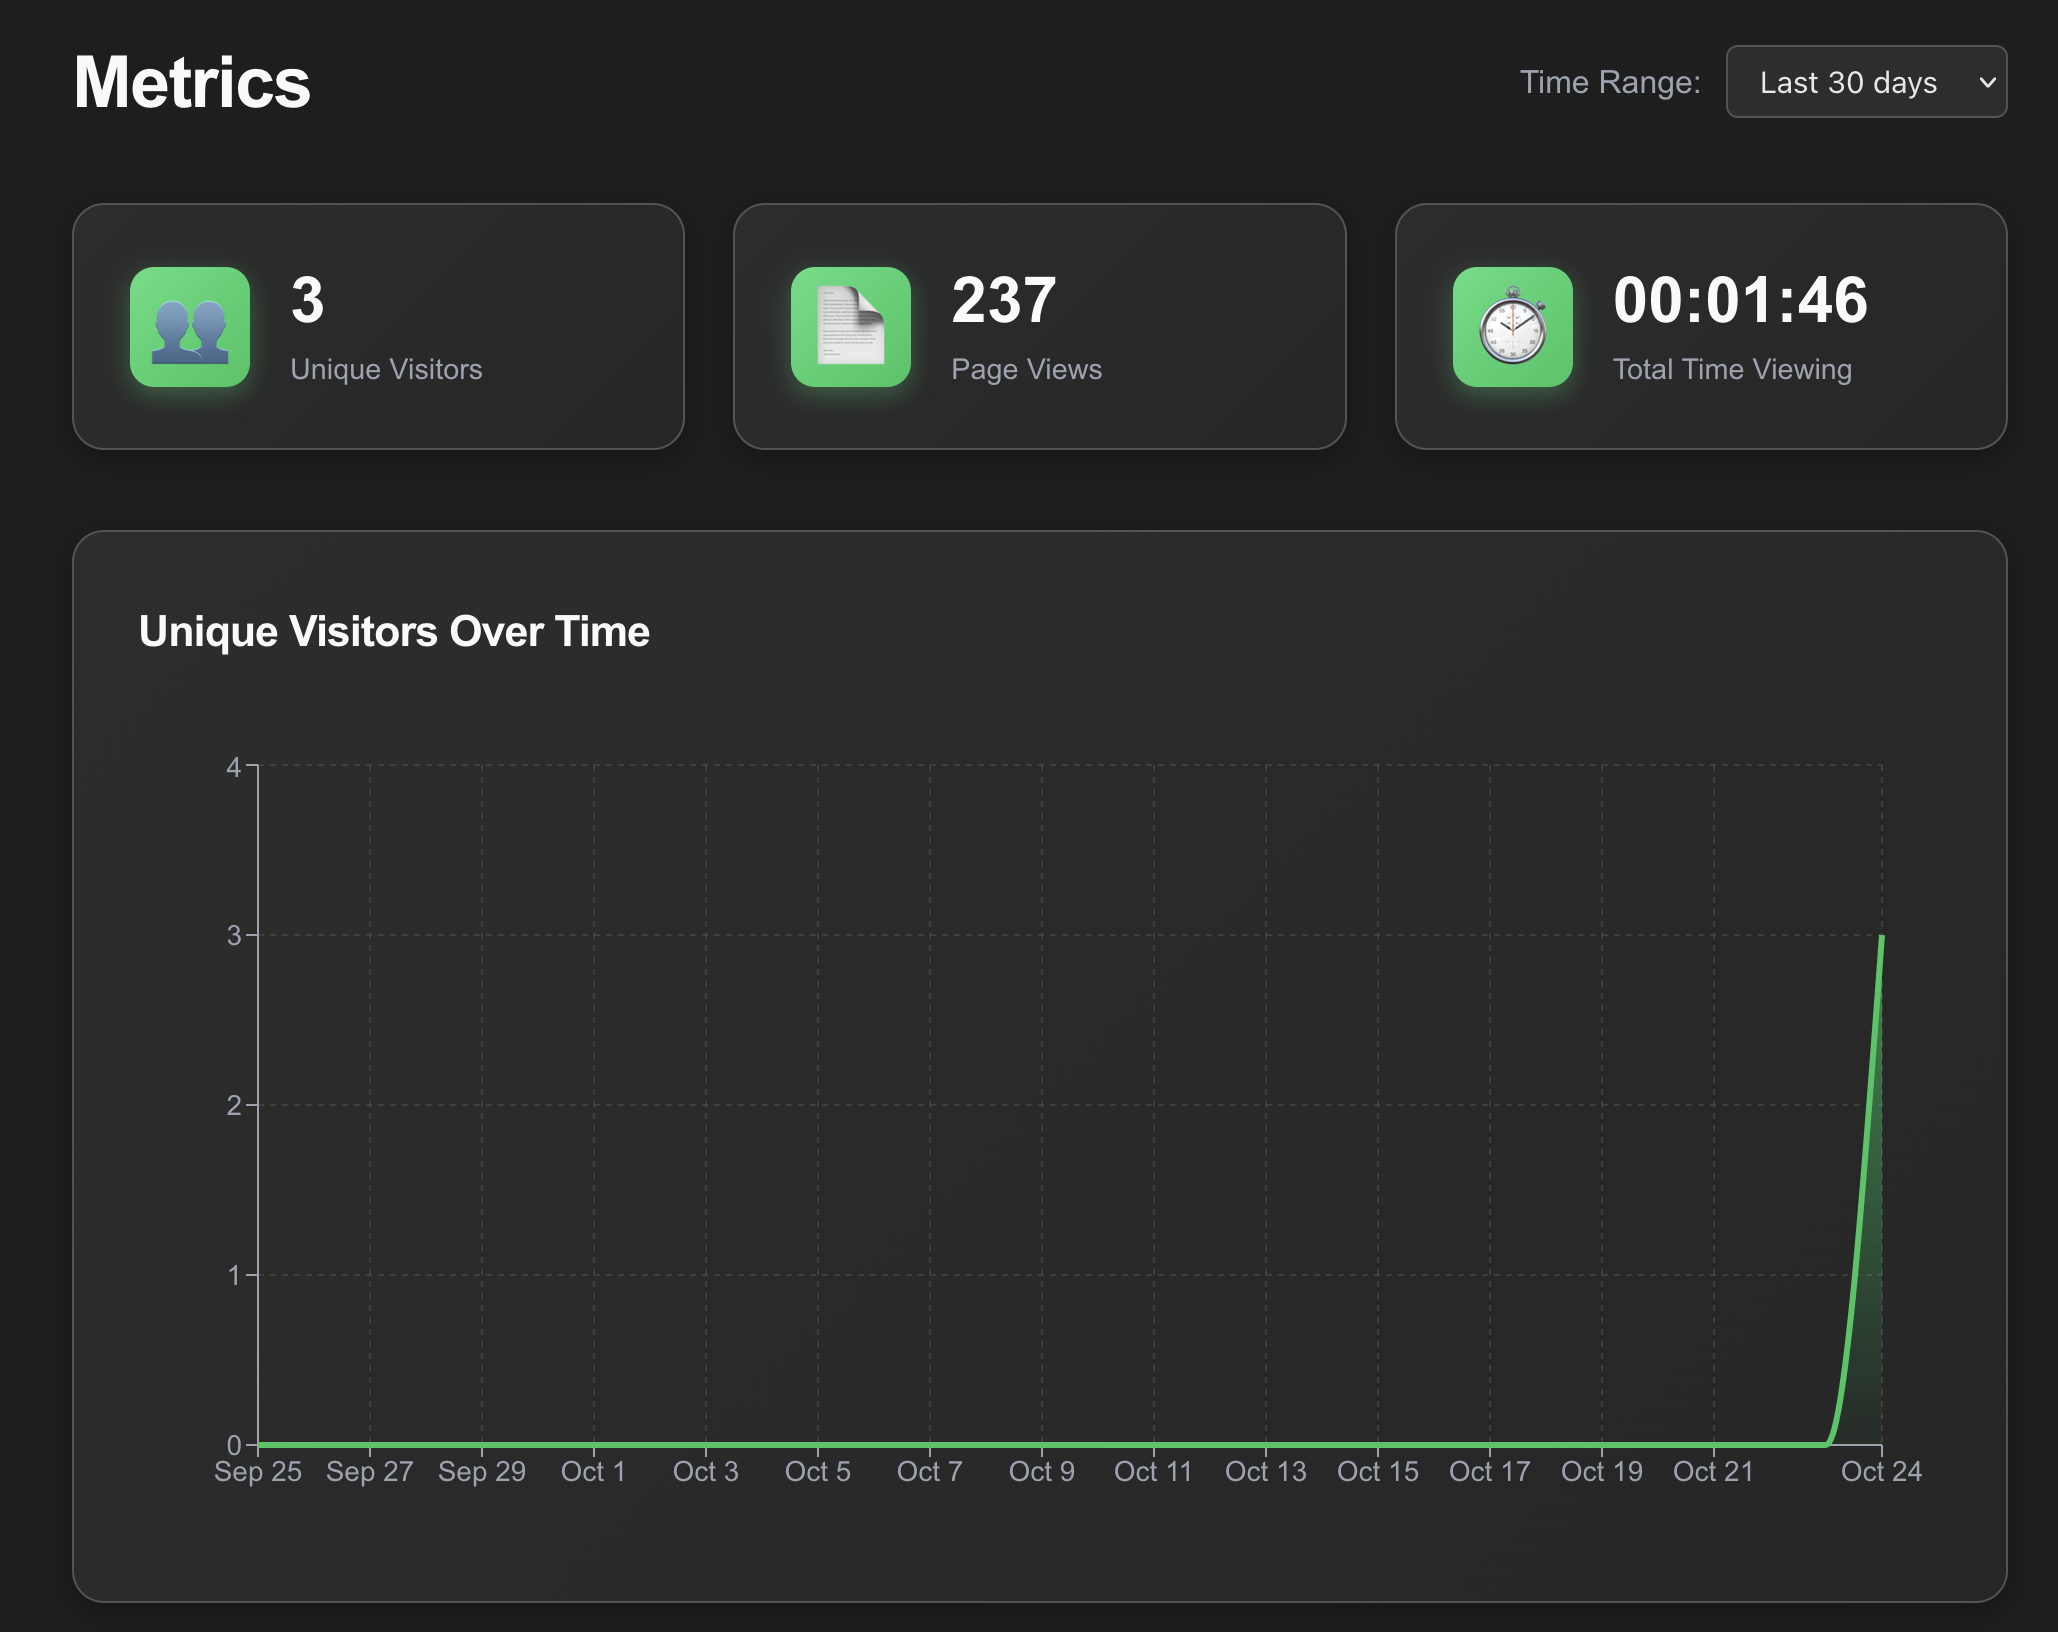 Metrics
Time Range: Last 30 days
3
Unique Visitors
237
Page Views
00:01:46
Total Time Viewing
Unique Visitors Over Time
4
3
2
1
0
Sep 25 Sep 27 Sep 29 Oct 1 Oct 3 Oct 5 Oct 7 Oct 9 Oct 11 Oct 13 Oct 15 Oct 17 Oct 19 Oct 21 Oct 24